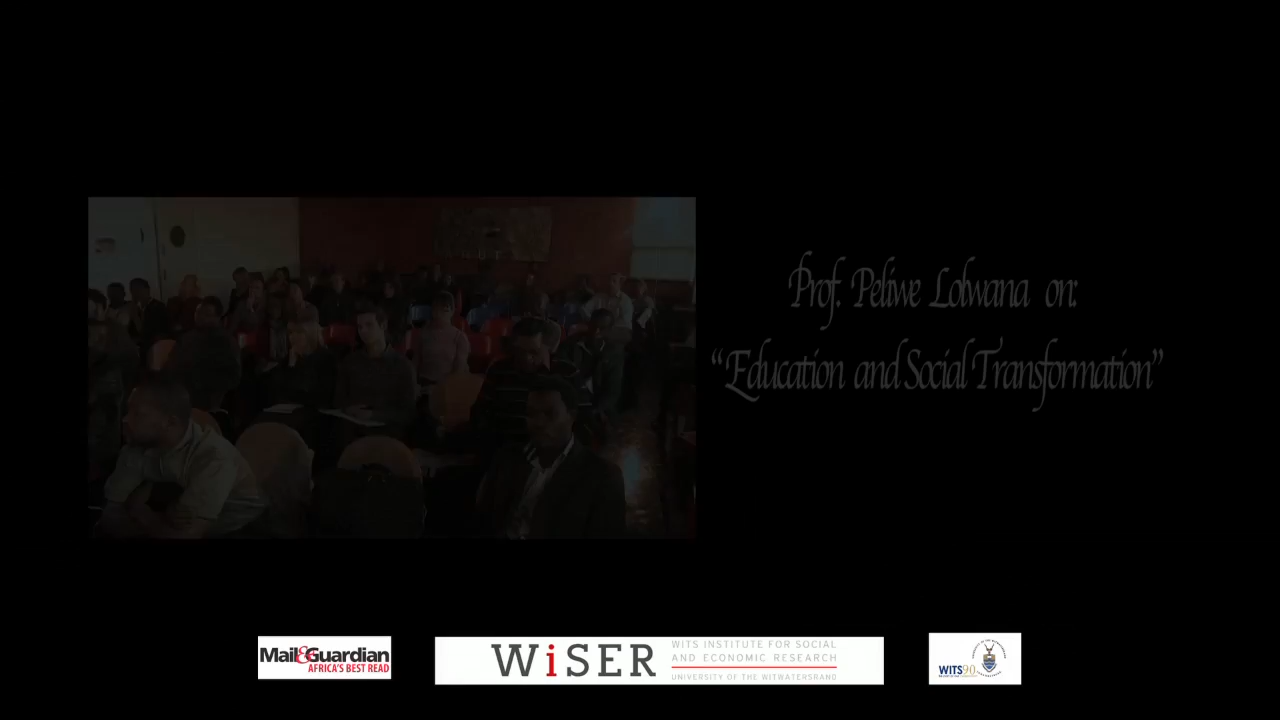 Prof. Peliwe Lolwana on:
“Education and Social Transformation”
Mail&Guardian
AFRICA'S BEST READ
WiSER
WITS INSTITUTE FOR SOCIAL
AND ECONOMIC RESEARCH
UNIVERSITY OF THE WITWATERSRAND
WITS90